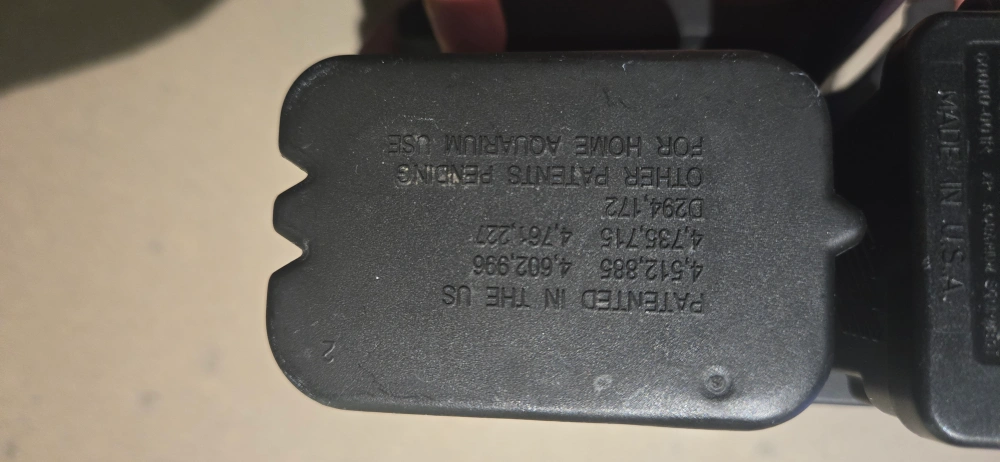 PATENTED IN THE US
4,512,885 4,602,996
4,735,715 4,761,227
D294,172
OTHER PATENTS PENDING
FOR HOME AQUARIUM USE
2
MADE IN U.S.A.